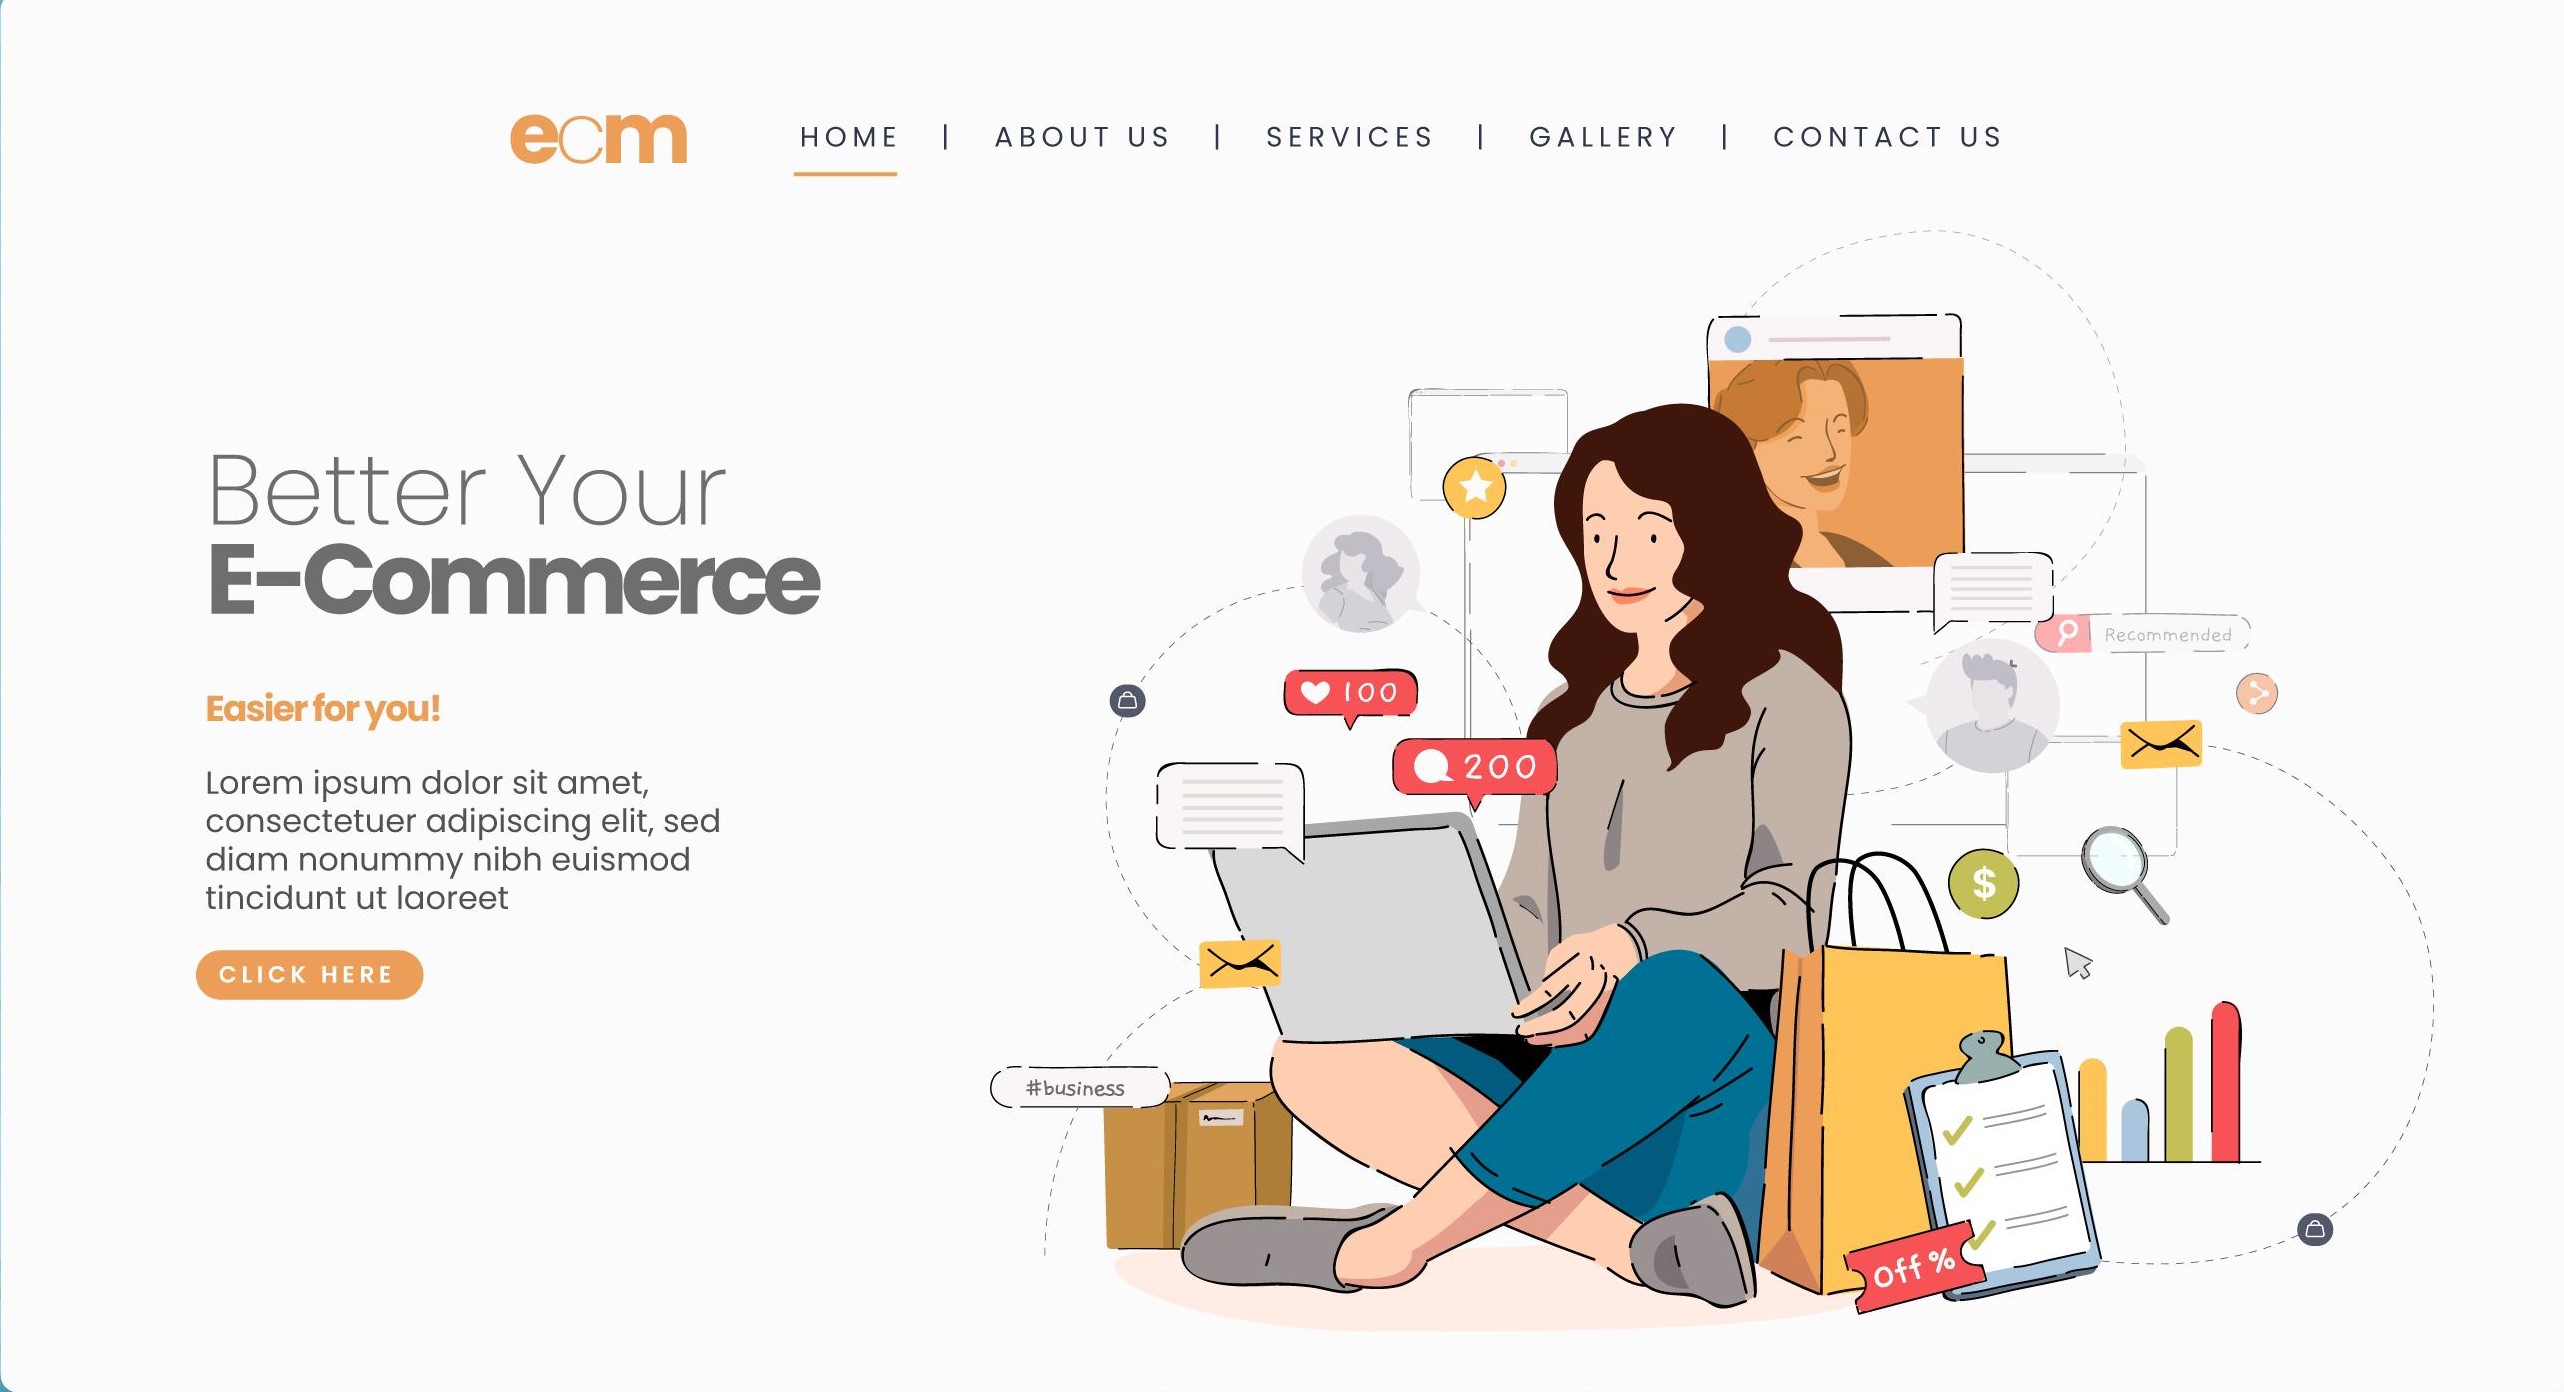 ecm
HOME | ABOUT US | SERVICES | GALLERY | CONTACT US
Better Your
E-Commerce
Easier for you!
Lorem ipsum dolor sit amet,
consectetuer adipiscing elit, sed
diam nonummy nibh euismod
tincidunt ut laoreet
CLICK HERE
Recommended
100
200
$
#business
Off %